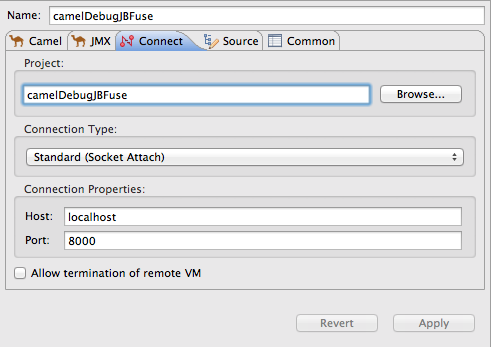 Name: camelDebugJBFuse
Camel JMX Connect Source Common
Project:
camelDebugJBFuse Browse...
Connection Type:
Standard (Socket Attach)
Connection Properties:
Host: localhost
Port: 8000
Allow termination of remote VM
Revert Apply